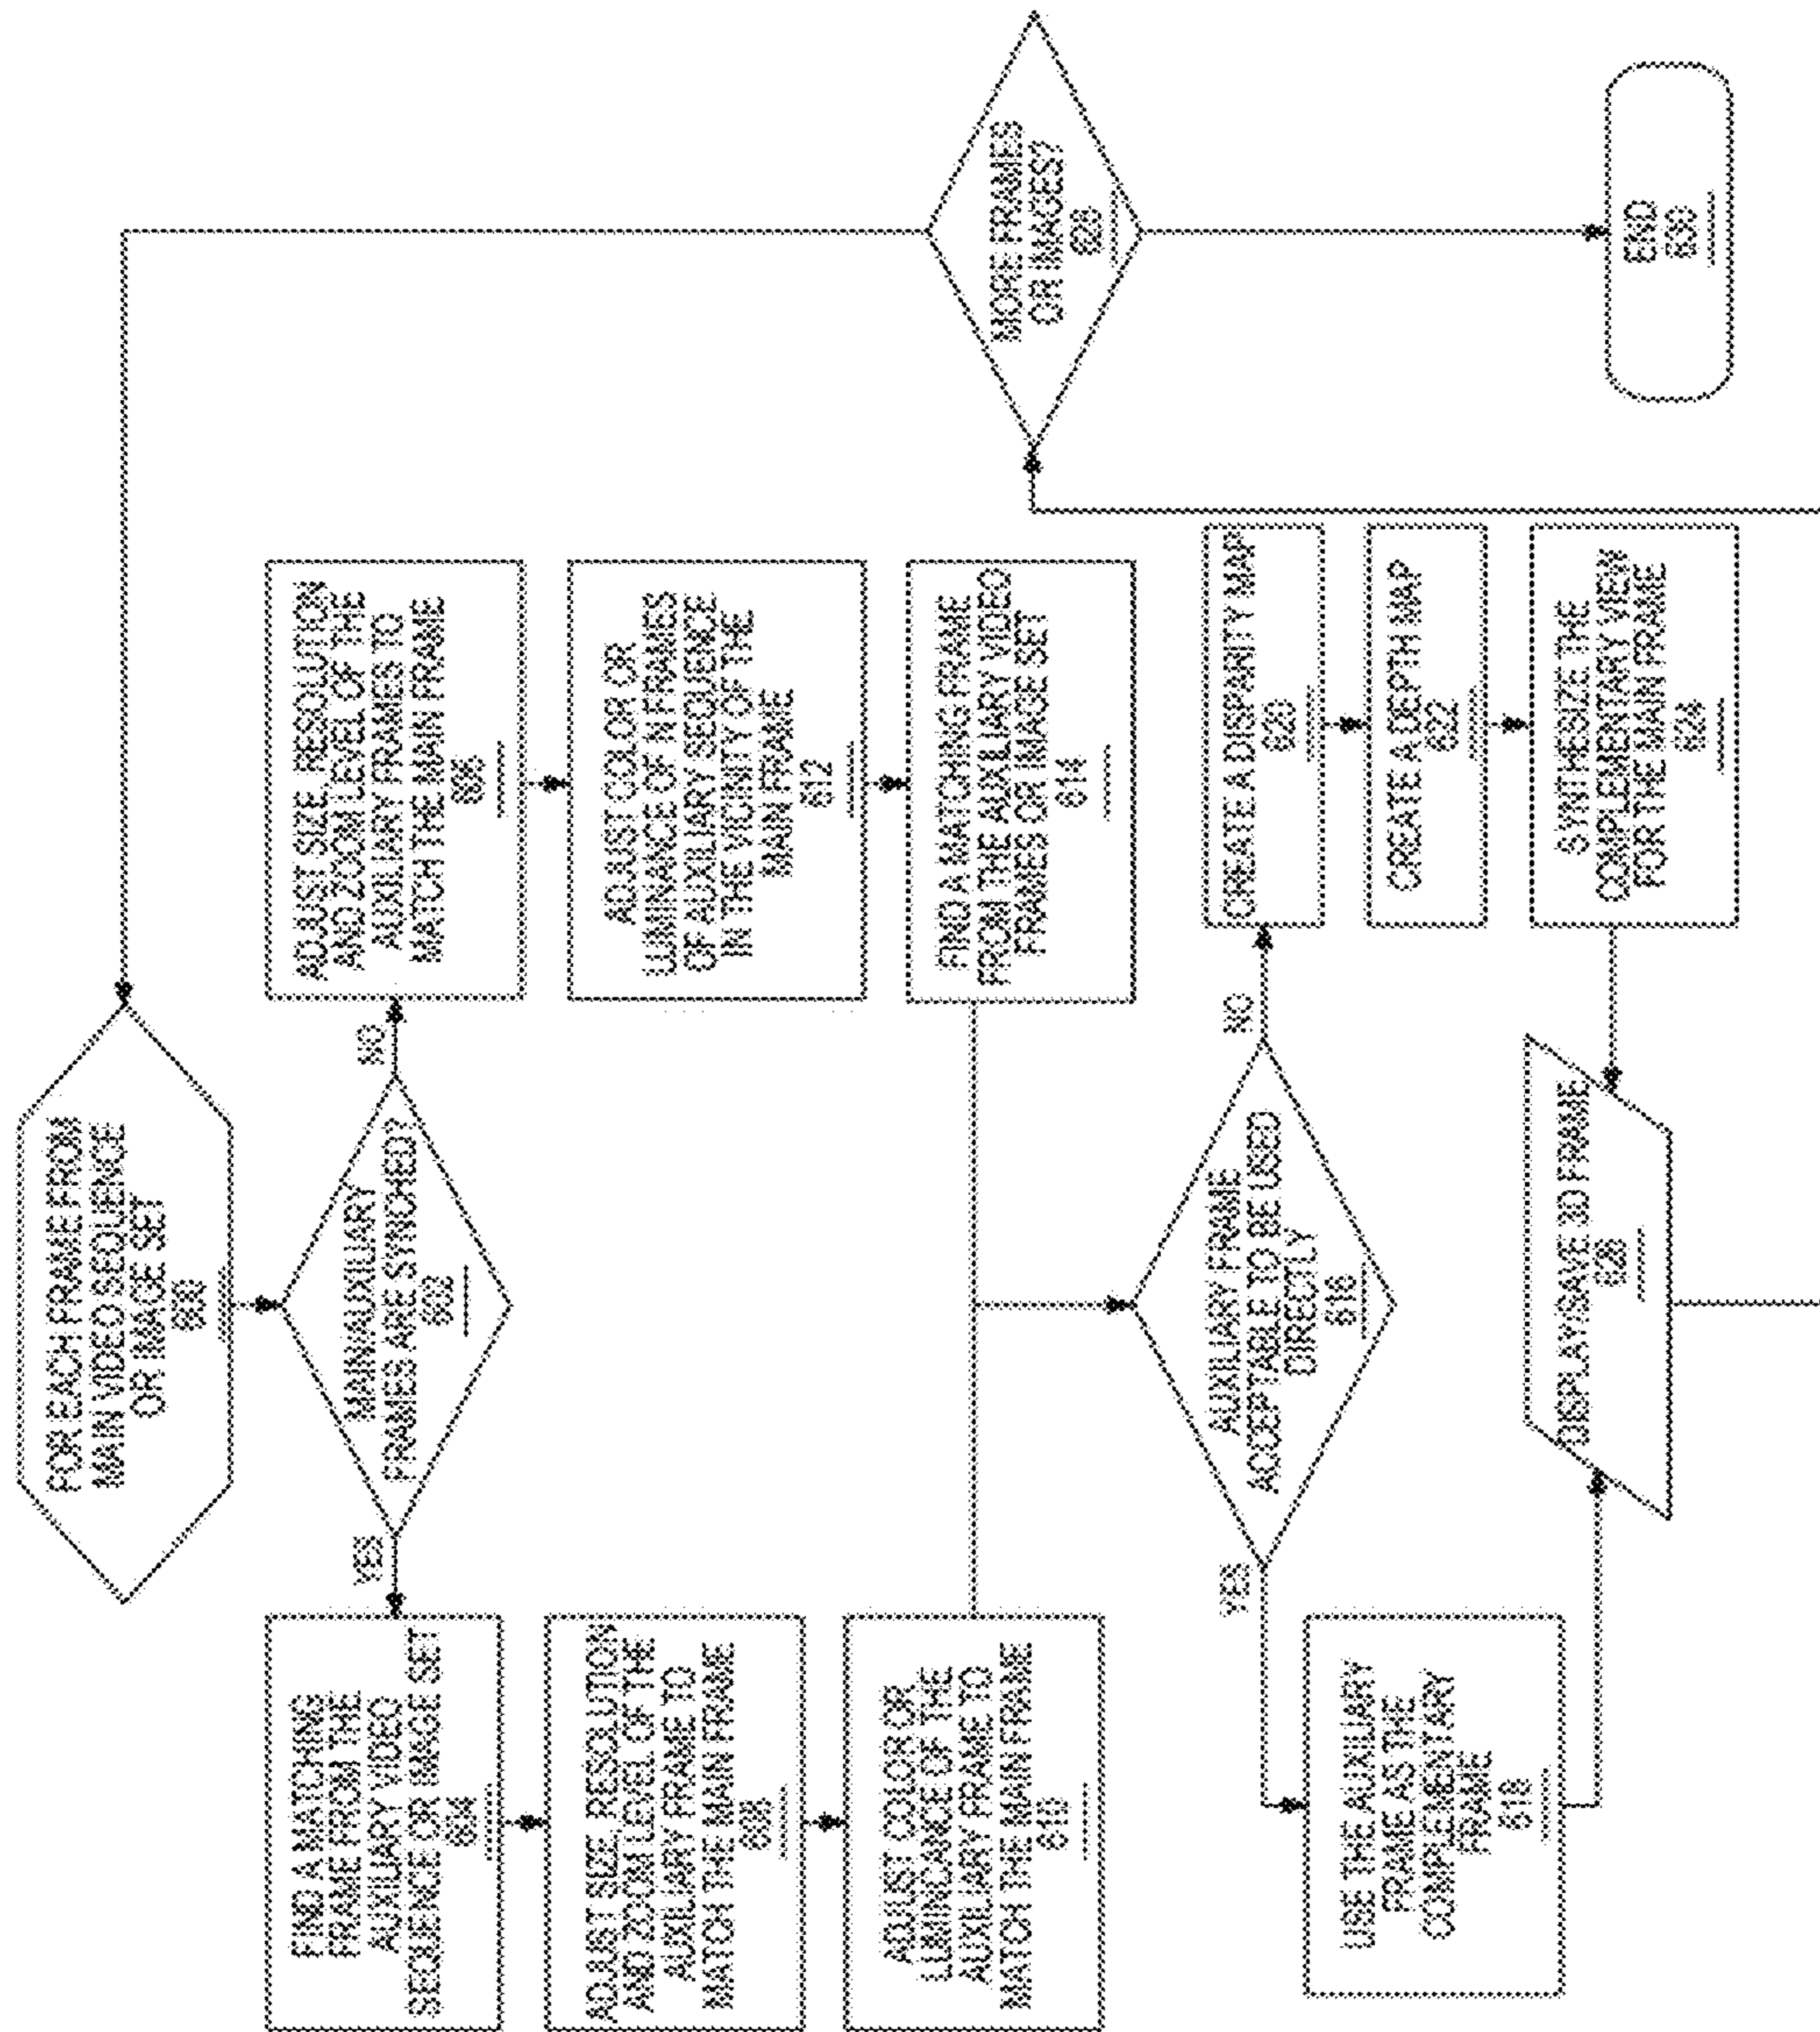 FOR EACH FRAME FROM
MAIN VIDEO SEQUENCE
OR IMAGE SET
600
MAIN/AUXILIARY
FRAMES ARE SYNCHED?
602
YES
NO
FIND A MATCHING
FRAME FROM THE
AUXILIARY VIDEO
SEQUENCE OR IMAGE SET
604
ADJUST SIZE, RESOLUTION
AND ZOOM LEVEL OF THE
AUXILIARY FRAME TO
MATCH THE MAIN FRAME
608
ADJUST COLOR OR
LUMINANCE OF THE
AUXILIARY FRAME TO
MATCH THE MAIN FRAME
610
ADJUST SIZE, RESOLUTION
AND ZOOM LEVEL OF THE
AUXILIARY FRAMES TO
MATCH THE MAIN FRAME
606
ADJUST COLOR OR
LUMINANCE OF IN FRAMES
OF AUXILIARY SEQUENCE
IN THE VICINITY OF THE
MAIN FRAME
612
FIND A MATCHING FRAME
FROM THE AUXILIARY VIDEO
FRAMES OR IMAGE SET
614
AUXILIARY FRAME
ACCEPTABLE TO BE USED
DIRECTLY
616
YES
NO
USE THE AUXILIARY
FRAME AS THE
COMPLEMENTARY
FRAME
618
CREATE A DISPARITY MAP
620
CREATE A DEPTH MAP
622
SYNTHESIZE THE
COMPLEMENTARY VIEW
FOR THE MAIN FRAME
624
DISPLAY/SAVE 3D FRAME
626
MORE FRAMES
OR IMAGES?
628
END
630